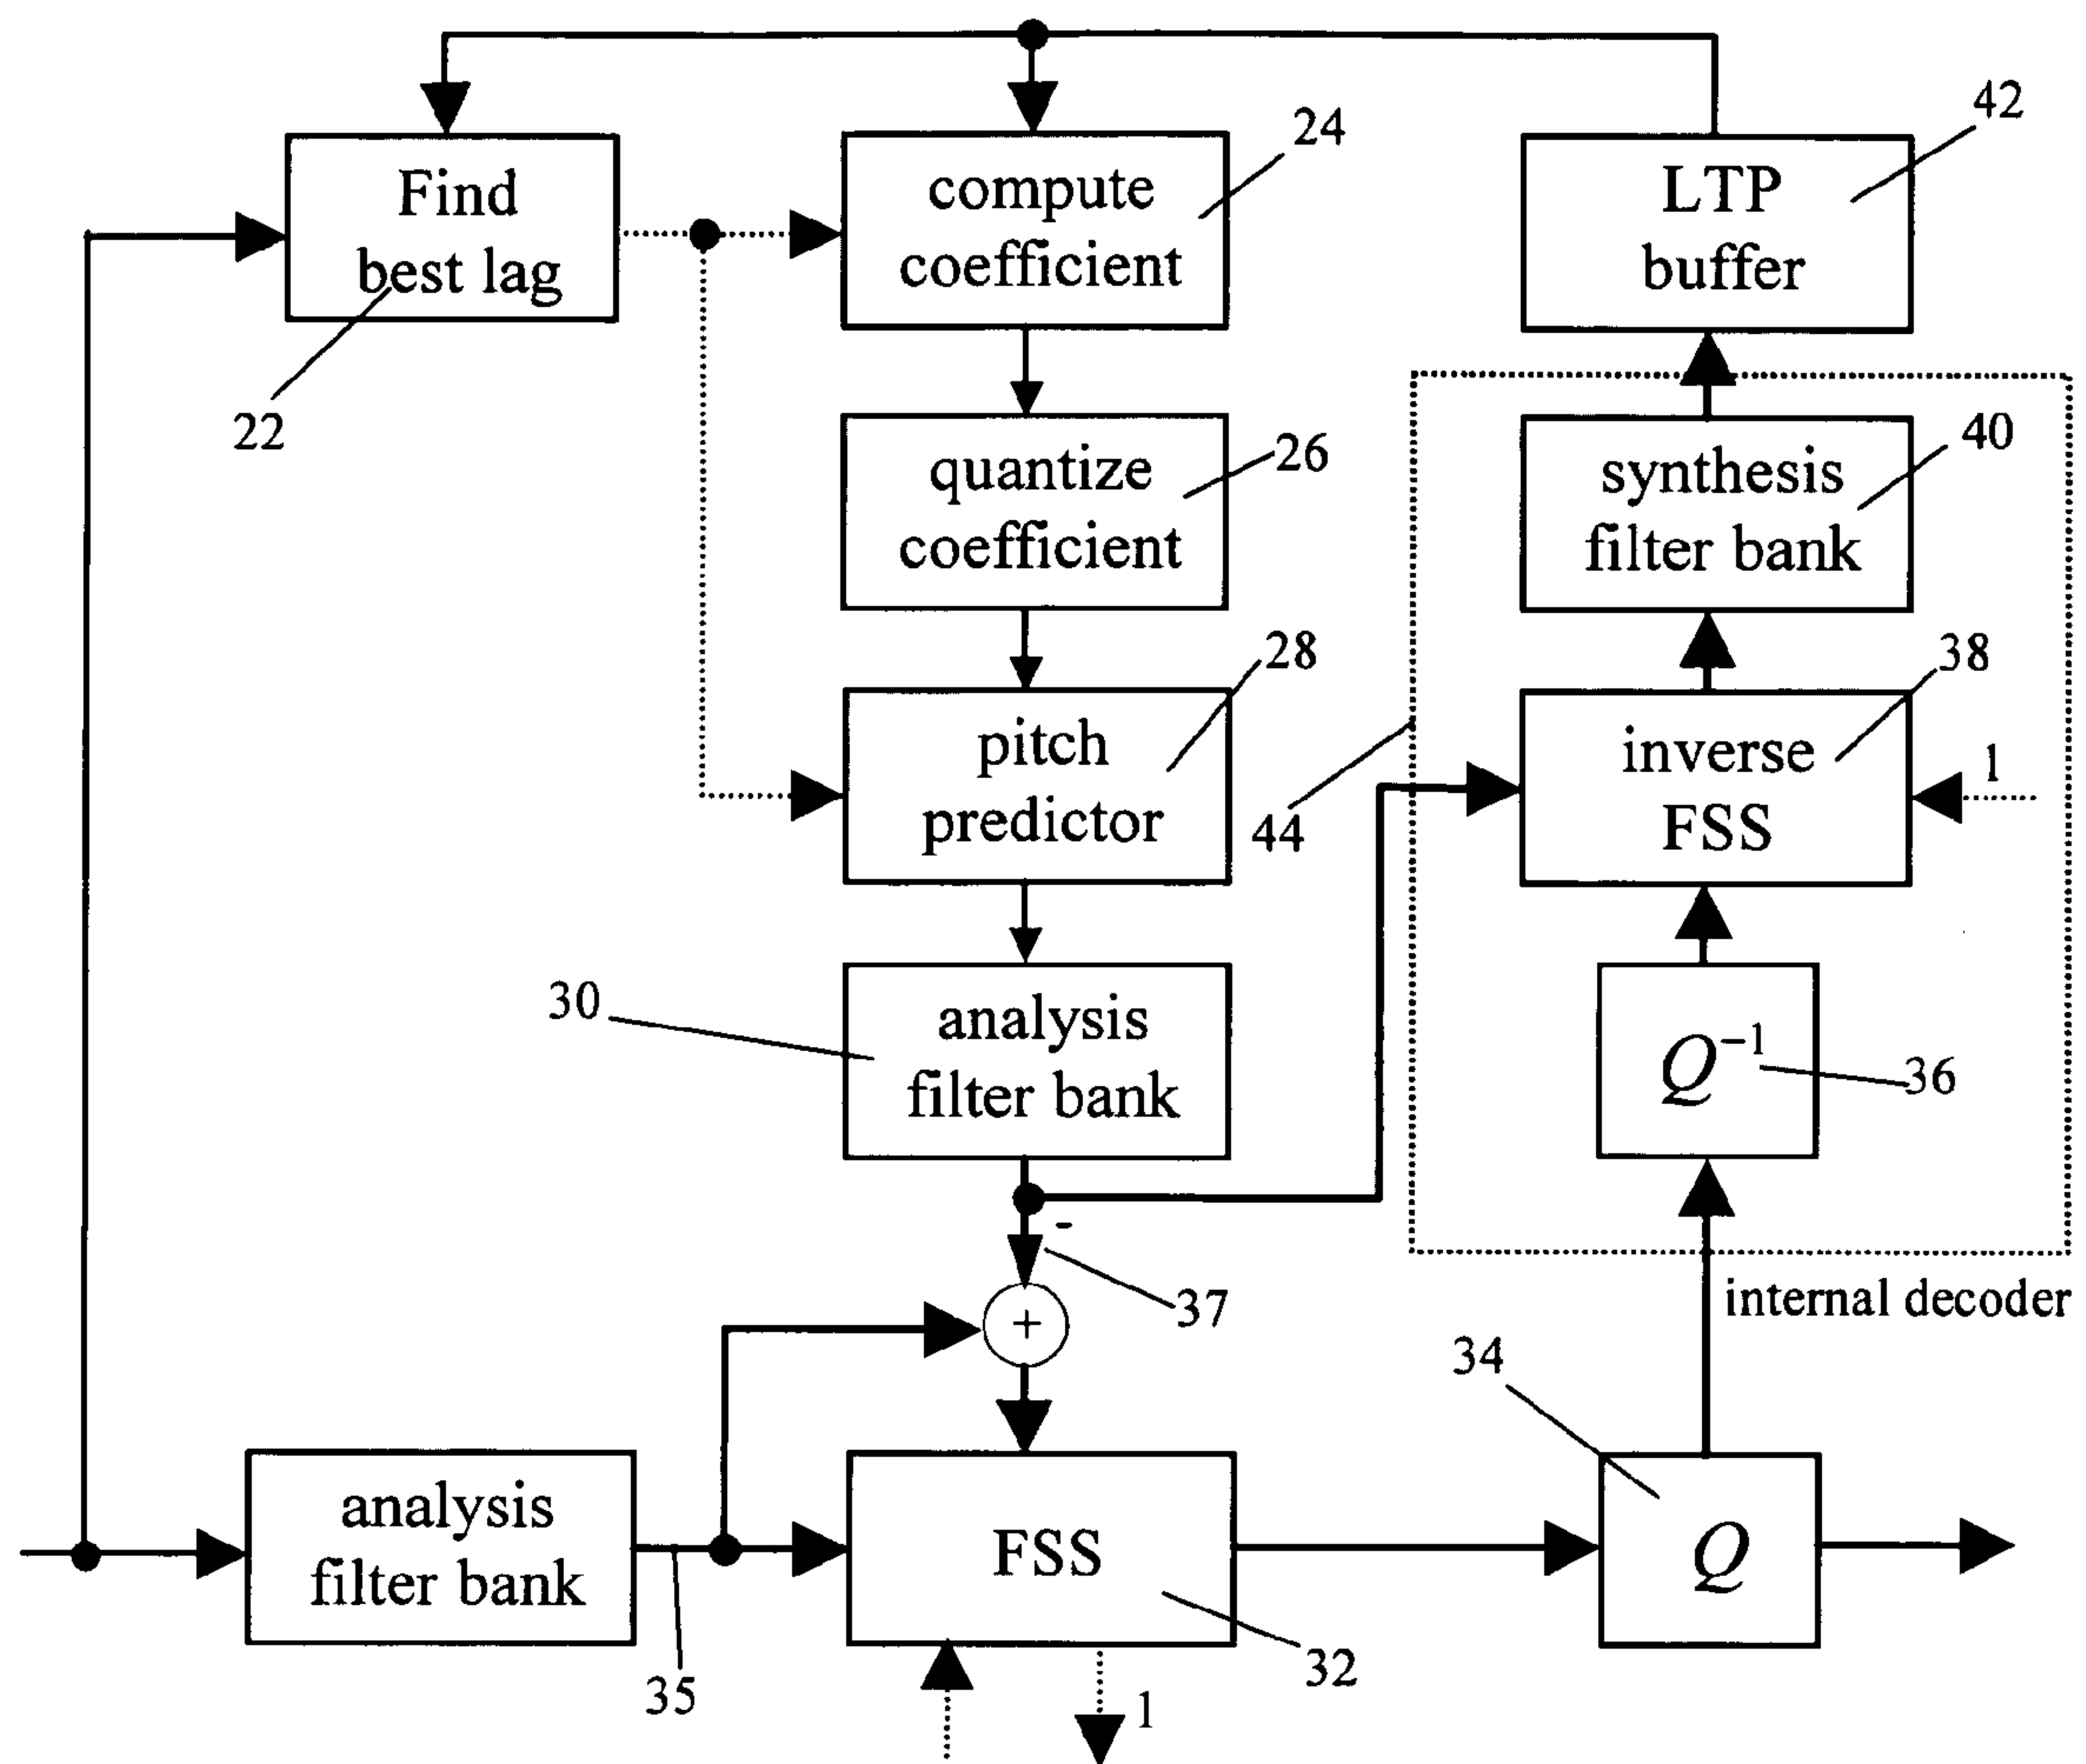 42
24
Find
best lag
22
compute
coefficient
LTP
buffer
quantize
coefficient
26
synthesis
filter bank
40
28
38
pitch
predictor
inverse
FSS
1
44
30
analysis
filter bank
Q⁻¹
36
-
37
+
internal decoder
34
analysis
filter bank
35
FSS
32
Q
1